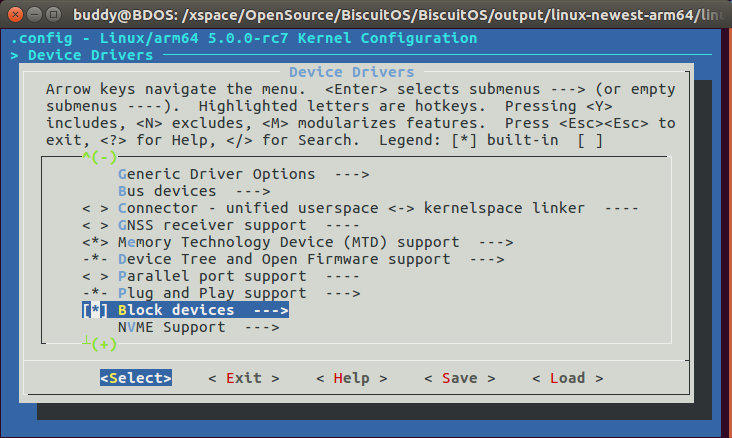 buddy@BDOS: /xspace/OpenSource/BiscuitOS/BiscuitOS/output/linux-newest-arm64/lin
.config - Linux/arm64 5.0.0-rc7 Kernel Configuration
> Device Drivers
Device Drivers
Arrow keys navigate the menu.  <Enter> selects submenus ---> (or empty
submenus ----).  Highlighted letters are hotkeys.  Pressing <Y>
includes, <N> excludes, <M> modularizes features.  Press <Esc><Esc> to
exit, <?> for Help, </> for Search.  Legend: [*] built-in  [ ]
^(-)
Generic Driver Options  --->
Bus devices  --->
< > Connector - unified userspace <-> kernelspace linker  ----
< > GNSS receiver support  ----
<*> Memory Technology Device (MTD) support  --->
-*- Device Tree and Open Firmware support  --->
< > Parallel port support  ----
-*- Plug and Play support  --->
[*] Block devices  --->
NVME Support  --->
(+)
<Select>    < Exit >    < Help >    < Save >    < Load >